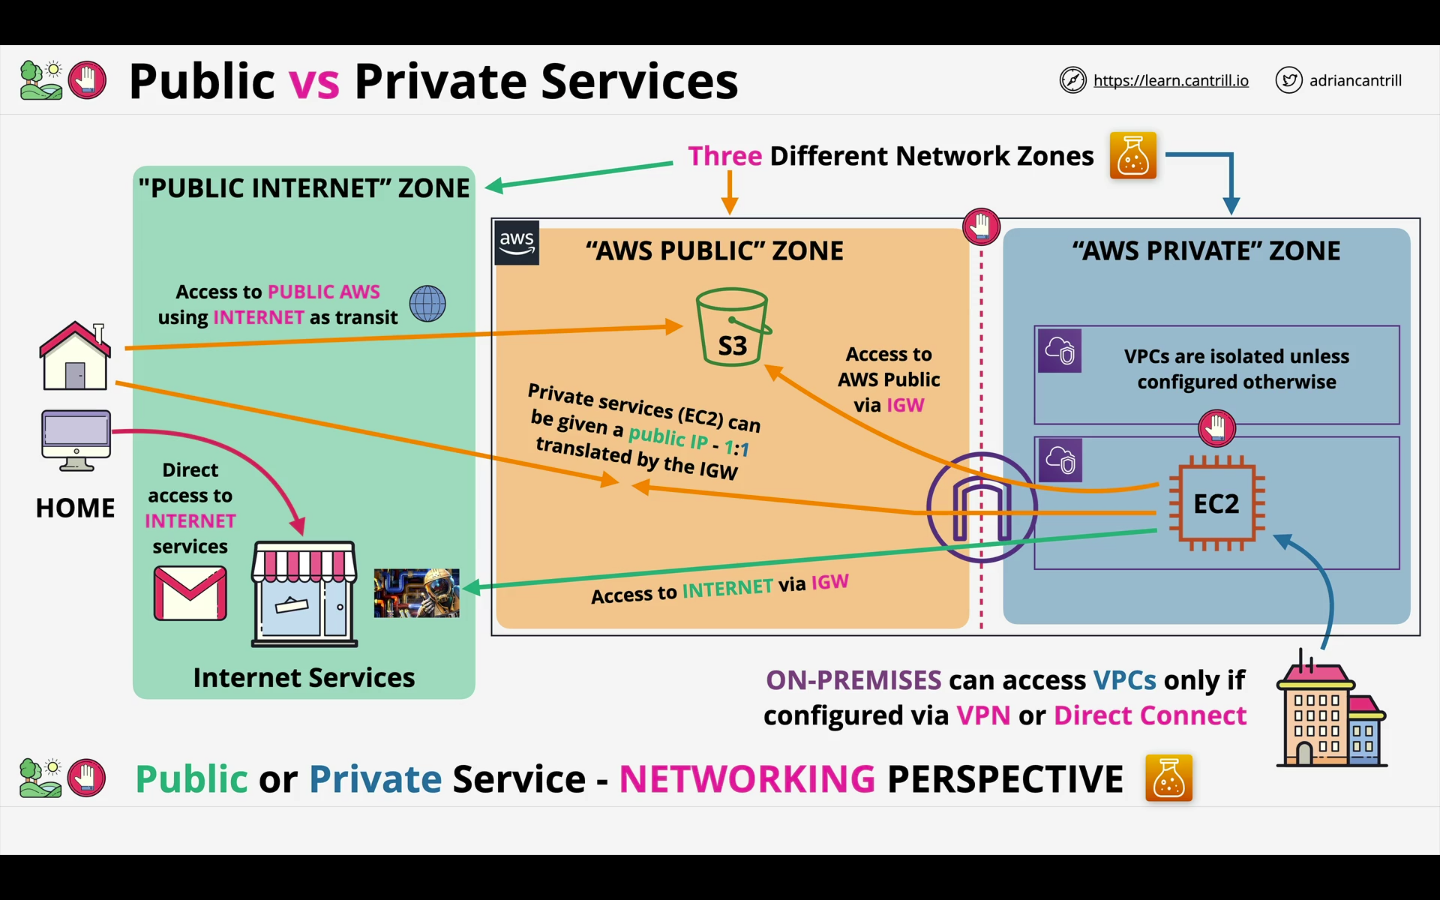 Public vs Private Services
https://learn.cantrill.io
adriancantrill
Three Different Network Zones
"PUBLIC INTERNET” ZONE
aws
“AWS PUBLIC” ZONE
“AWS PRIVATE” ZONE
Access to PUBLIC AWS
using INTERNET as transit
S3
Access to
AWS Public
via IGW
VPCs are isolated unless
configured otherwise
Private services (EC2) can
be given a public IP - 1:1
translated by the IGW
HOME
Direct
access to
INTERNET
services
EC2
Access to INTERNET via IGW
Internet Services
ON-PREMISES can access VPCs only if
configured via VPN or Direct Connect
Public or Private Service - NETWORKING PERSPECTIVE